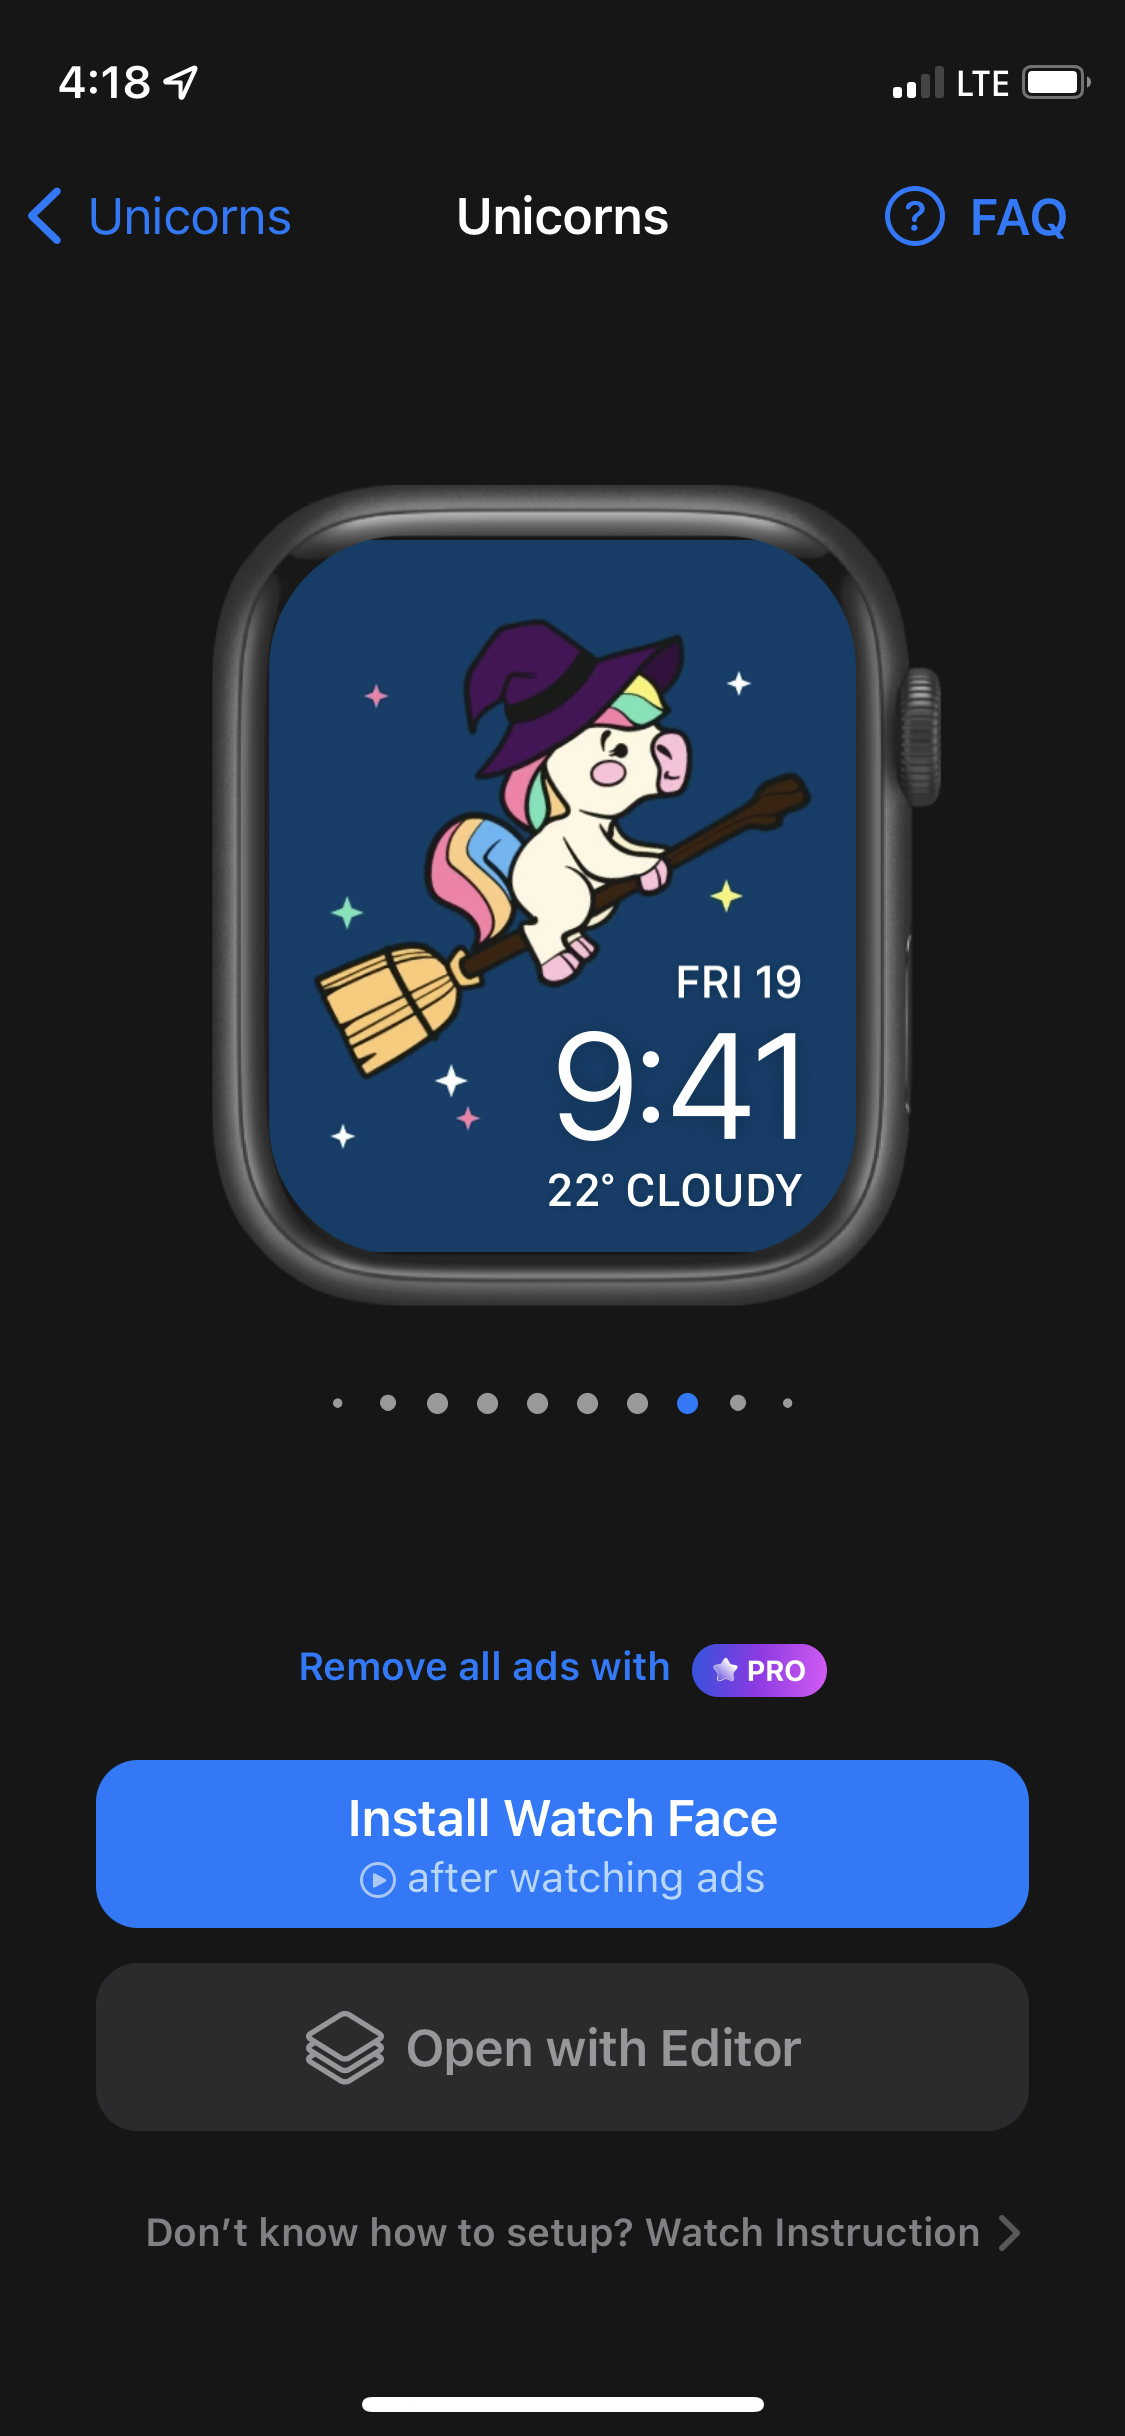 4:18 LTE
Unicorns Unicorns FAQ
FRI 19
9:41
22° CLOUDY
Remove all ads with PRO
Install Watch Face
after watching ads
Open with Editor
Don't know how to setup? Watch Instruction